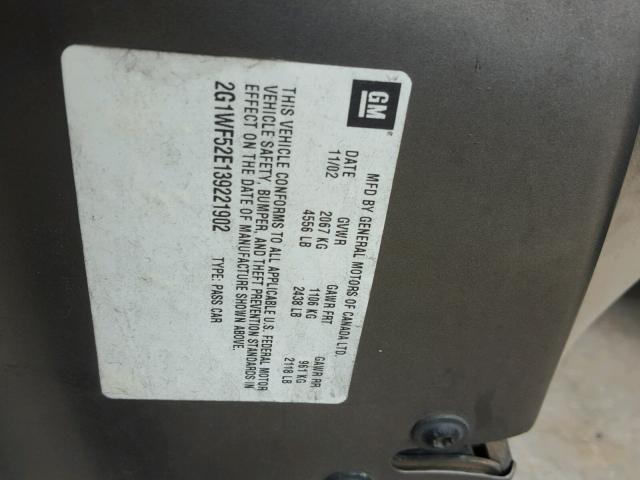 GM
MFD BY GENERAL MOTORS OF CANADA LTD.
DATE GVWR GAWR FRT GAWR RR
11/02 2067 KG 1106 KG 961 KG
4556 LB 2438 LB 2118 LB
THIS VEHICLE CONFORMS TO ALL APPLICABLE U.S. FEDERAL MOTOR
VEHICLE SAFETY, BUMPER, AND THEFT PREVENTION STANDARDS IN
EFFECT ON THE DATE OF MANUFACTURE SHOWN ABOVE.
2G1WF52E139221902 TYPE: PASS CAR